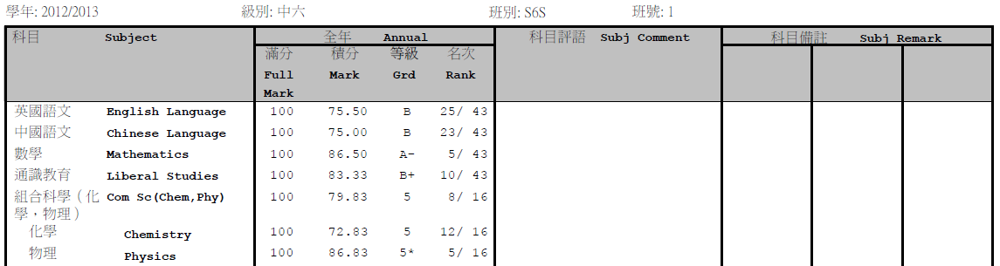 學年: 2012/2013 級別: 中六 班別: S6S 班號: 1
科目 Subject 全年 Annual 科目評語 Subj Comment 科目備註 Subj Remark
滿分 積分 等級 名次
Full Mark Grd Rank
Mark
英國語文 English Language 100 75.50 B 25/ 43
中國語文 Chinese Language 100 75.00 B 23/ 43
數學 Mathematics 100 86.50 A- 5/ 43
通識教育 Liberal Studies 100 83.33 B+ 10/ 43
組合科學（化 Com Sc(Chem,Phy) 100 79.83 5 8/ 16
學，物理）
化學 Chemistry 100 72.83 5 12/ 16
物理 Physics 100 86.83 5* 5/ 16